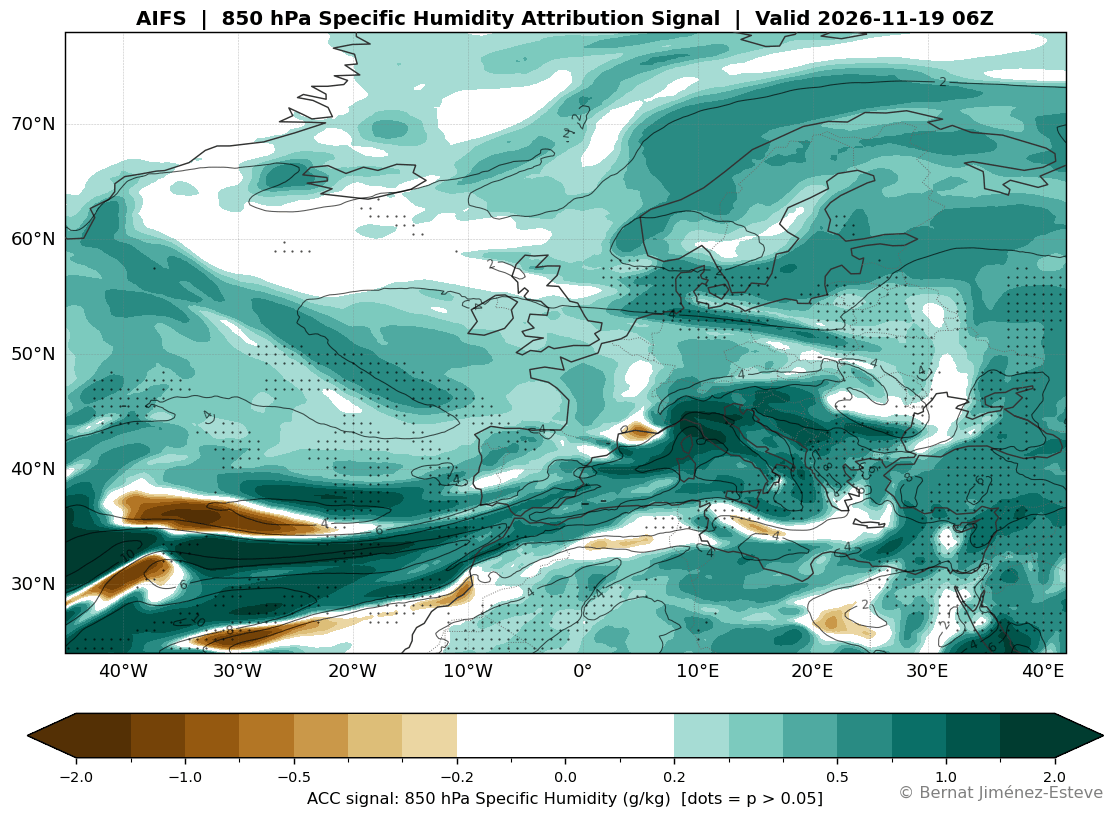 AIFS | 850 hPa Specific Humidity Attribution Signal | Valid 2026-11-19 06Z
70°N
60°N
50°N
40°N
30°N
40°W
30°W
20°W
10°W
0°
10°E
20°E
30°E
40°E
−2.0
−1.0
−0.5
−0.2
0.0
0.2
0.5
1.0
2.0
ACC signal: 850 hPa Specific Humidity (g/kg) [dots = p > 0.05]
© Bernat Jiménez-Esteve